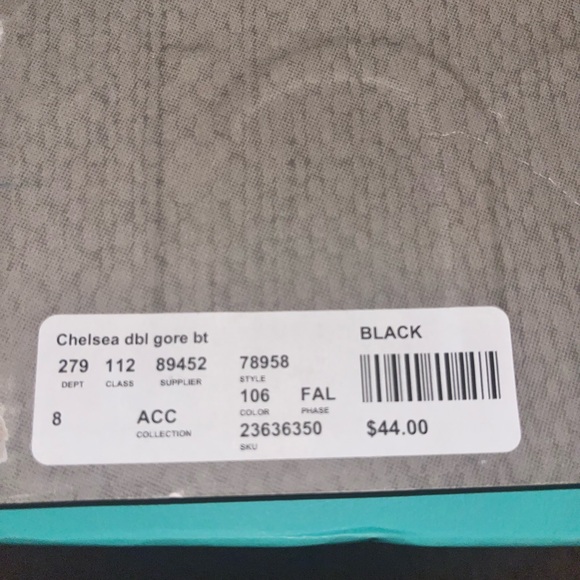 Chelsea dbl gore bt BLACK
279 112 89452 78958
DEPT CLASS SUPPLIER STYLE
106 FAL
COLOR PHASE
8 ACC
COLLECTION
23636350 $44.00
SKU